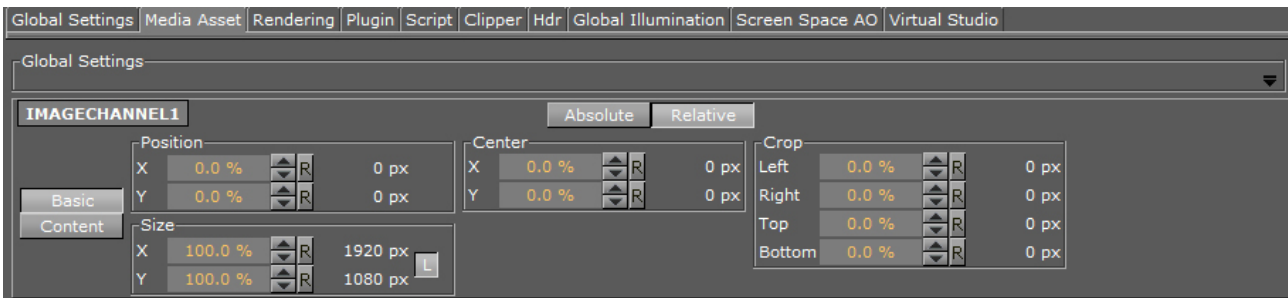 Global Settings Media Asset Rendering Plugin Script Clipper Hdr Global Illumination Screen Space AO Virtual Studio
Global Settings
IMAGECHANNEL1 Absolute Relative
Position Center Crop
X 0.0 % R 0 px X 0.0 % R 0 px Left 0.0 % R 0 px
Basic Y 0.0 % R 0 px Y 0.0 % R 0 px Right 0.0 % R 0 px
Content Size Top 0.0 % R 0 px
X 100.0 % R 1920 px L Bottom 0.0 % R 0 px
Y 100.0 % R 1080 px